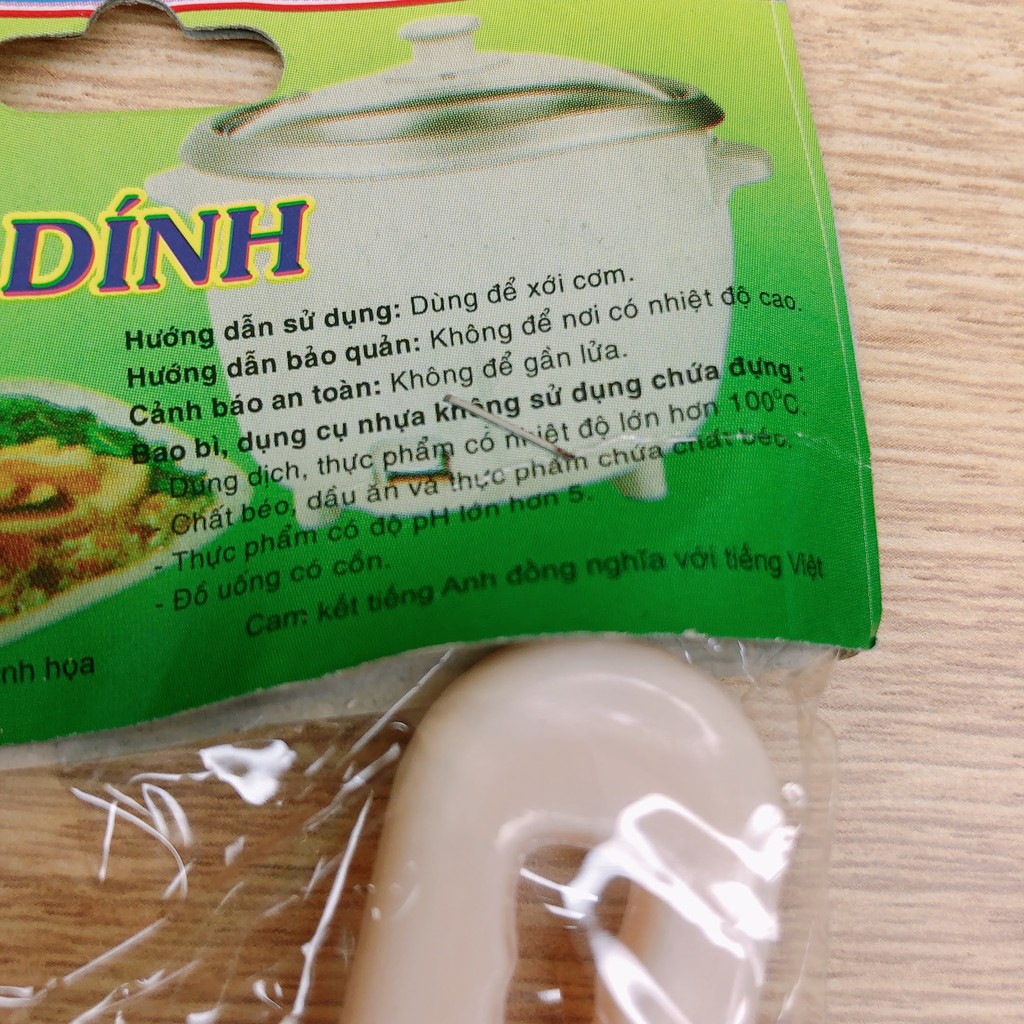 DÍNH
Hướng dẫn sử dụng: Dùng để xới cơm.
Hướng dẫn bảo quản: Không để nơi có nhiệt độ cao.
Cảnh báo an toàn: Không để gần lửa.
Bao bì, dụng cụ nhựa không sử dụng chứa đựng :
- Dung dịch, thực phẩm có nhiệt độ lớn hơn 100°C.
- Chất béo, dầu ăn và thực phẩm chứa chất béo.
- Thực phẩm có độ pH lớn hơn 5.
- Đồ uống có cồn.
Cam kết tiếng Anh đồng nghĩa với tiếng Việt
nh họa